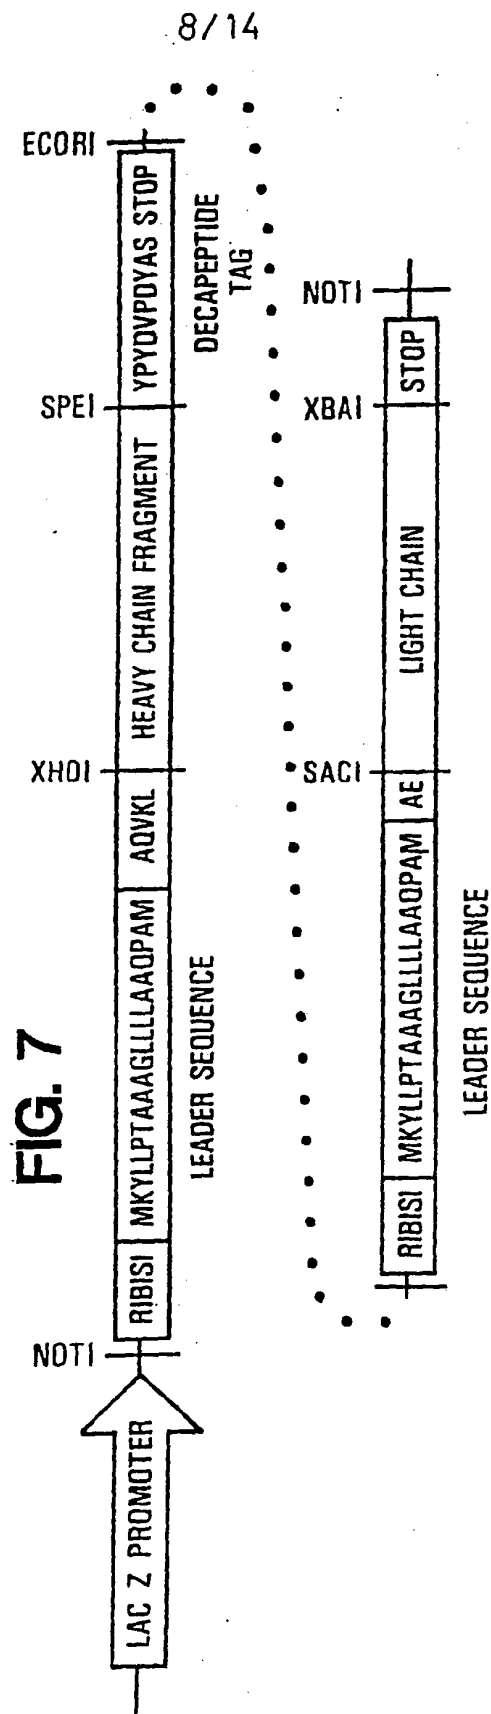 8/14
FIG. 7
LAC Z PROMOTER
NOTI
RIBISI
MKYLLPTAAAGLLLLAAQPAM
LEADER SEQUENCE
AQVKL
XHOI
HEAVY CHAIN FRAGMENT
SPEI
YPYDVPDYAS STOP
DECAPEPTIDE
TAG
ECORI
RIBISI
MKYLLPTAAAGLLLLAAQPAM
LEADER SEQUENCE
AE
SACI
LIGHT CHAIN
XBAI
STOP
NOTI